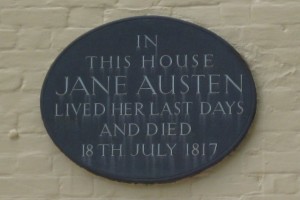 IN
THIS HOUSE
JANE AUSTEN
LIVED HER LAST DAYS
AND DIED
18TH JULY 1817